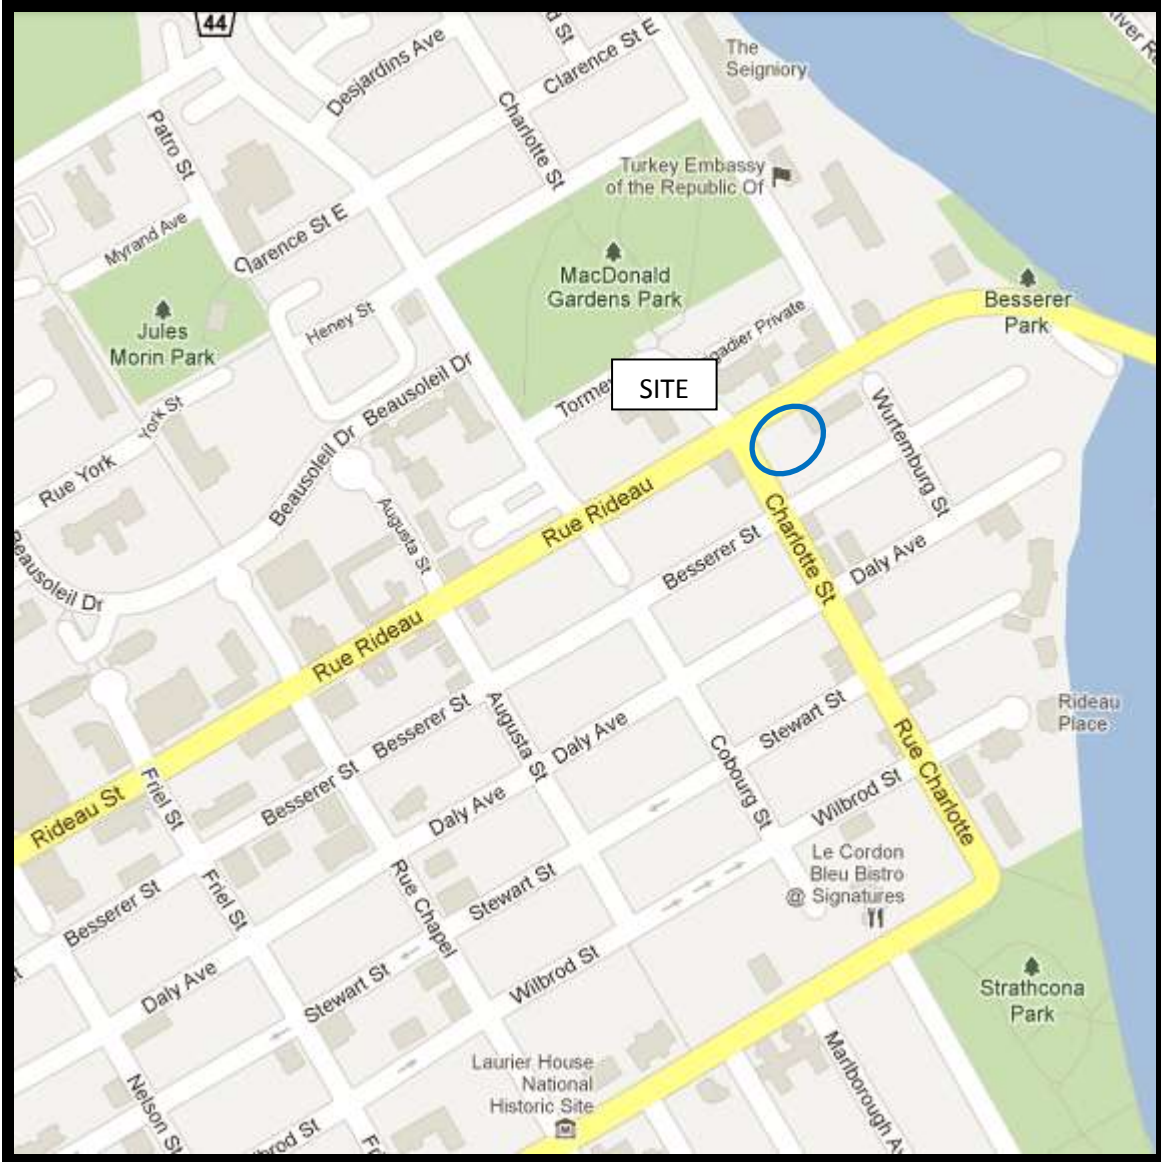 44
Desjardins Ave
Clarence St E
The
Seigniory
Patro St
Charlotte St
Turkey Embassy
of the Republic Of
Myrand Ave
Clarence St E
MacDonald
Gardens Park
Besserer
Park
Jules
Morin Park
Heney St
Beausoleil Dr
SITE
York St
Rue York
Beausoleil Dr
Wurtemburg St
Beausoleil Dr
Augusta St
Rue Rideau
Besserer St
Charlotte St
Daly Ave
Rue Rideau
Augusta St
Besserer St
Daly Ave
Cobourg St
Stewart St
Rideau
Place
Rue Charlotte
Rideau St
Friel St
Besserer St
Daly Ave
Wilbrod St
Le Cordon
Bleu Bistro
@ Signatures
Besserer St
Friel St
Rue Chapel
Stewart St
Daly Ave
Stewart St
Wilbrod St
Strathcona
Park
Laurier House
National
Historic Site
Nelson St
Marlborough